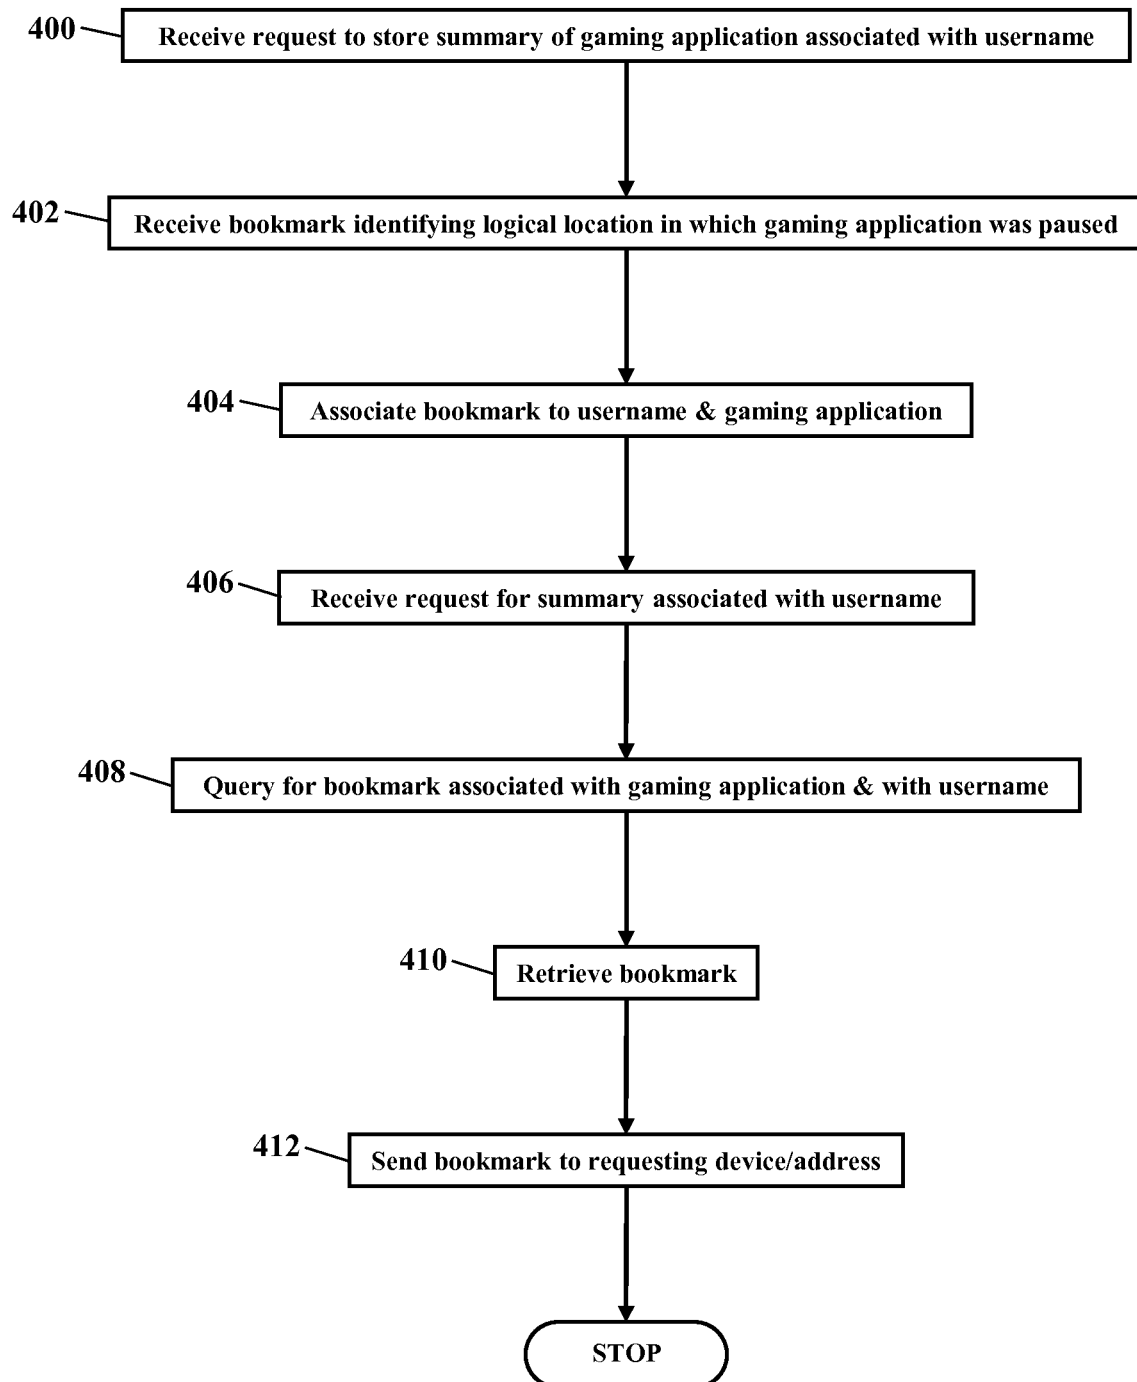 400
Receive request to store summary of gaming application associated with username
402
Receive bookmark identifying logical location in which gaming application was paused
404
Associate bookmark to username & gaming application
406
Receive request for summary associated with username
408
Query for bookmark associated with gaming application & with username
410
Retrieve bookmark
412
Send bookmark to requesting device/address
STOP